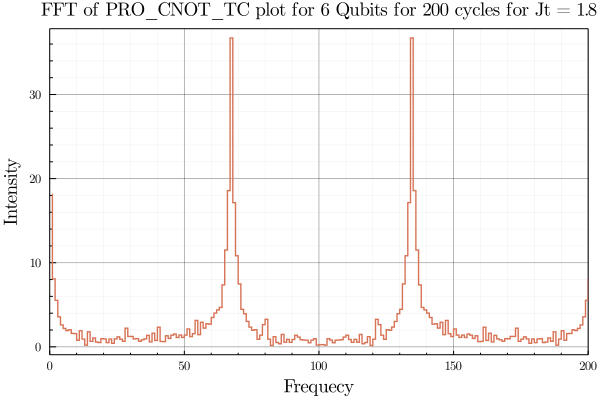 FFT of PRO_CNOT_TC plot for 6 Qubits for 200 cycles for Jt = 1.8
Intensity
30
20
10
0
0 50 100 150 200
Frequecy